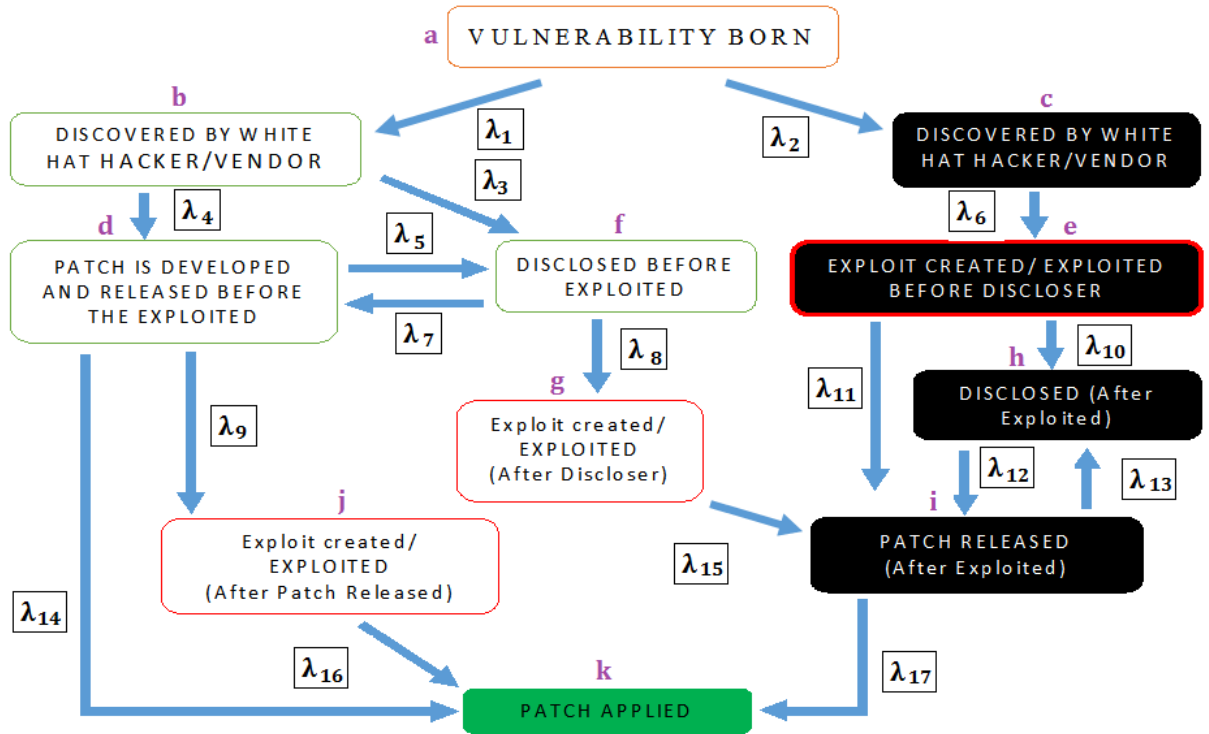 a
VULNERABILITY BORN
b
DISCOVERED BY WHITE
HAT HACKER/VENDOR
λ1
λ2
c
DISCOVERED BY WHITE
HAT HACKER/VENDOR
λ3
λ4
λ6
d
PATCH IS DEVELOPED
AND RELEASED BEFORE
THE EXPLOITED
λ5
λ7
f
DISCLOSED BEFORE
EXPLOITED
e
EXPLOIT CREATED/ EXPLOITED
BEFORE DISCLOSER
λ8
λ10
λ11
h
DISCLOSED (After
Exploited)
g
Exploit created/
EXPLOITED
(After Discloser)
λ9
λ12
λ13
j
Exploit created/
EXPLOITED
(After Patch Released)
i
PATCH RELEASED
(After Exploited)
λ15
λ14
λ16
λ17
k
PATCH APPLIED